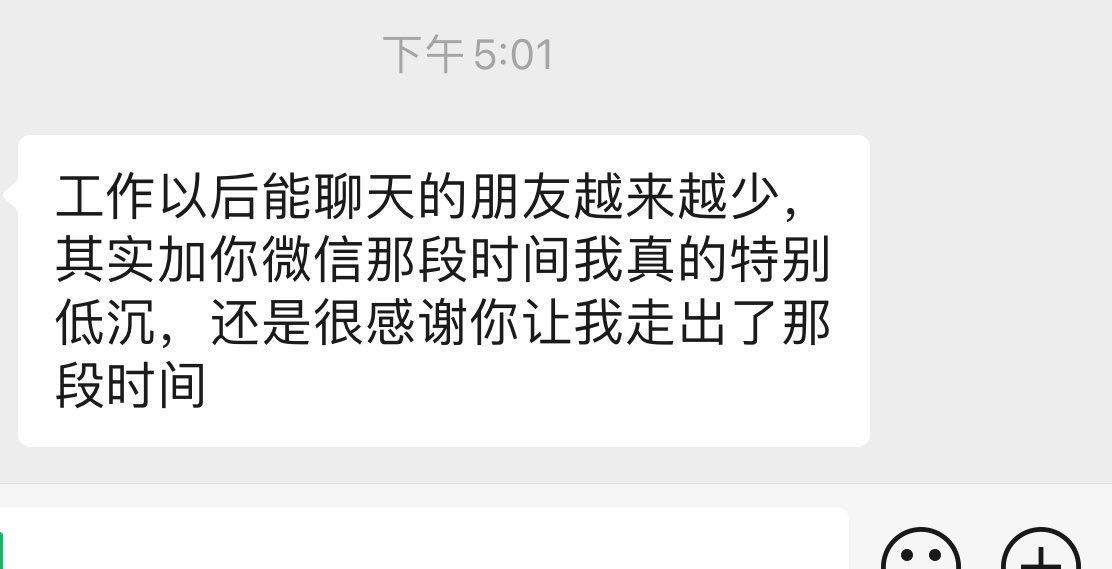 下午 5:01
工作以后能聊天的朋友越来越少，
其实加你微信那段时间我真的特别
低沉，还是很感谢你让我走出了那
段时间